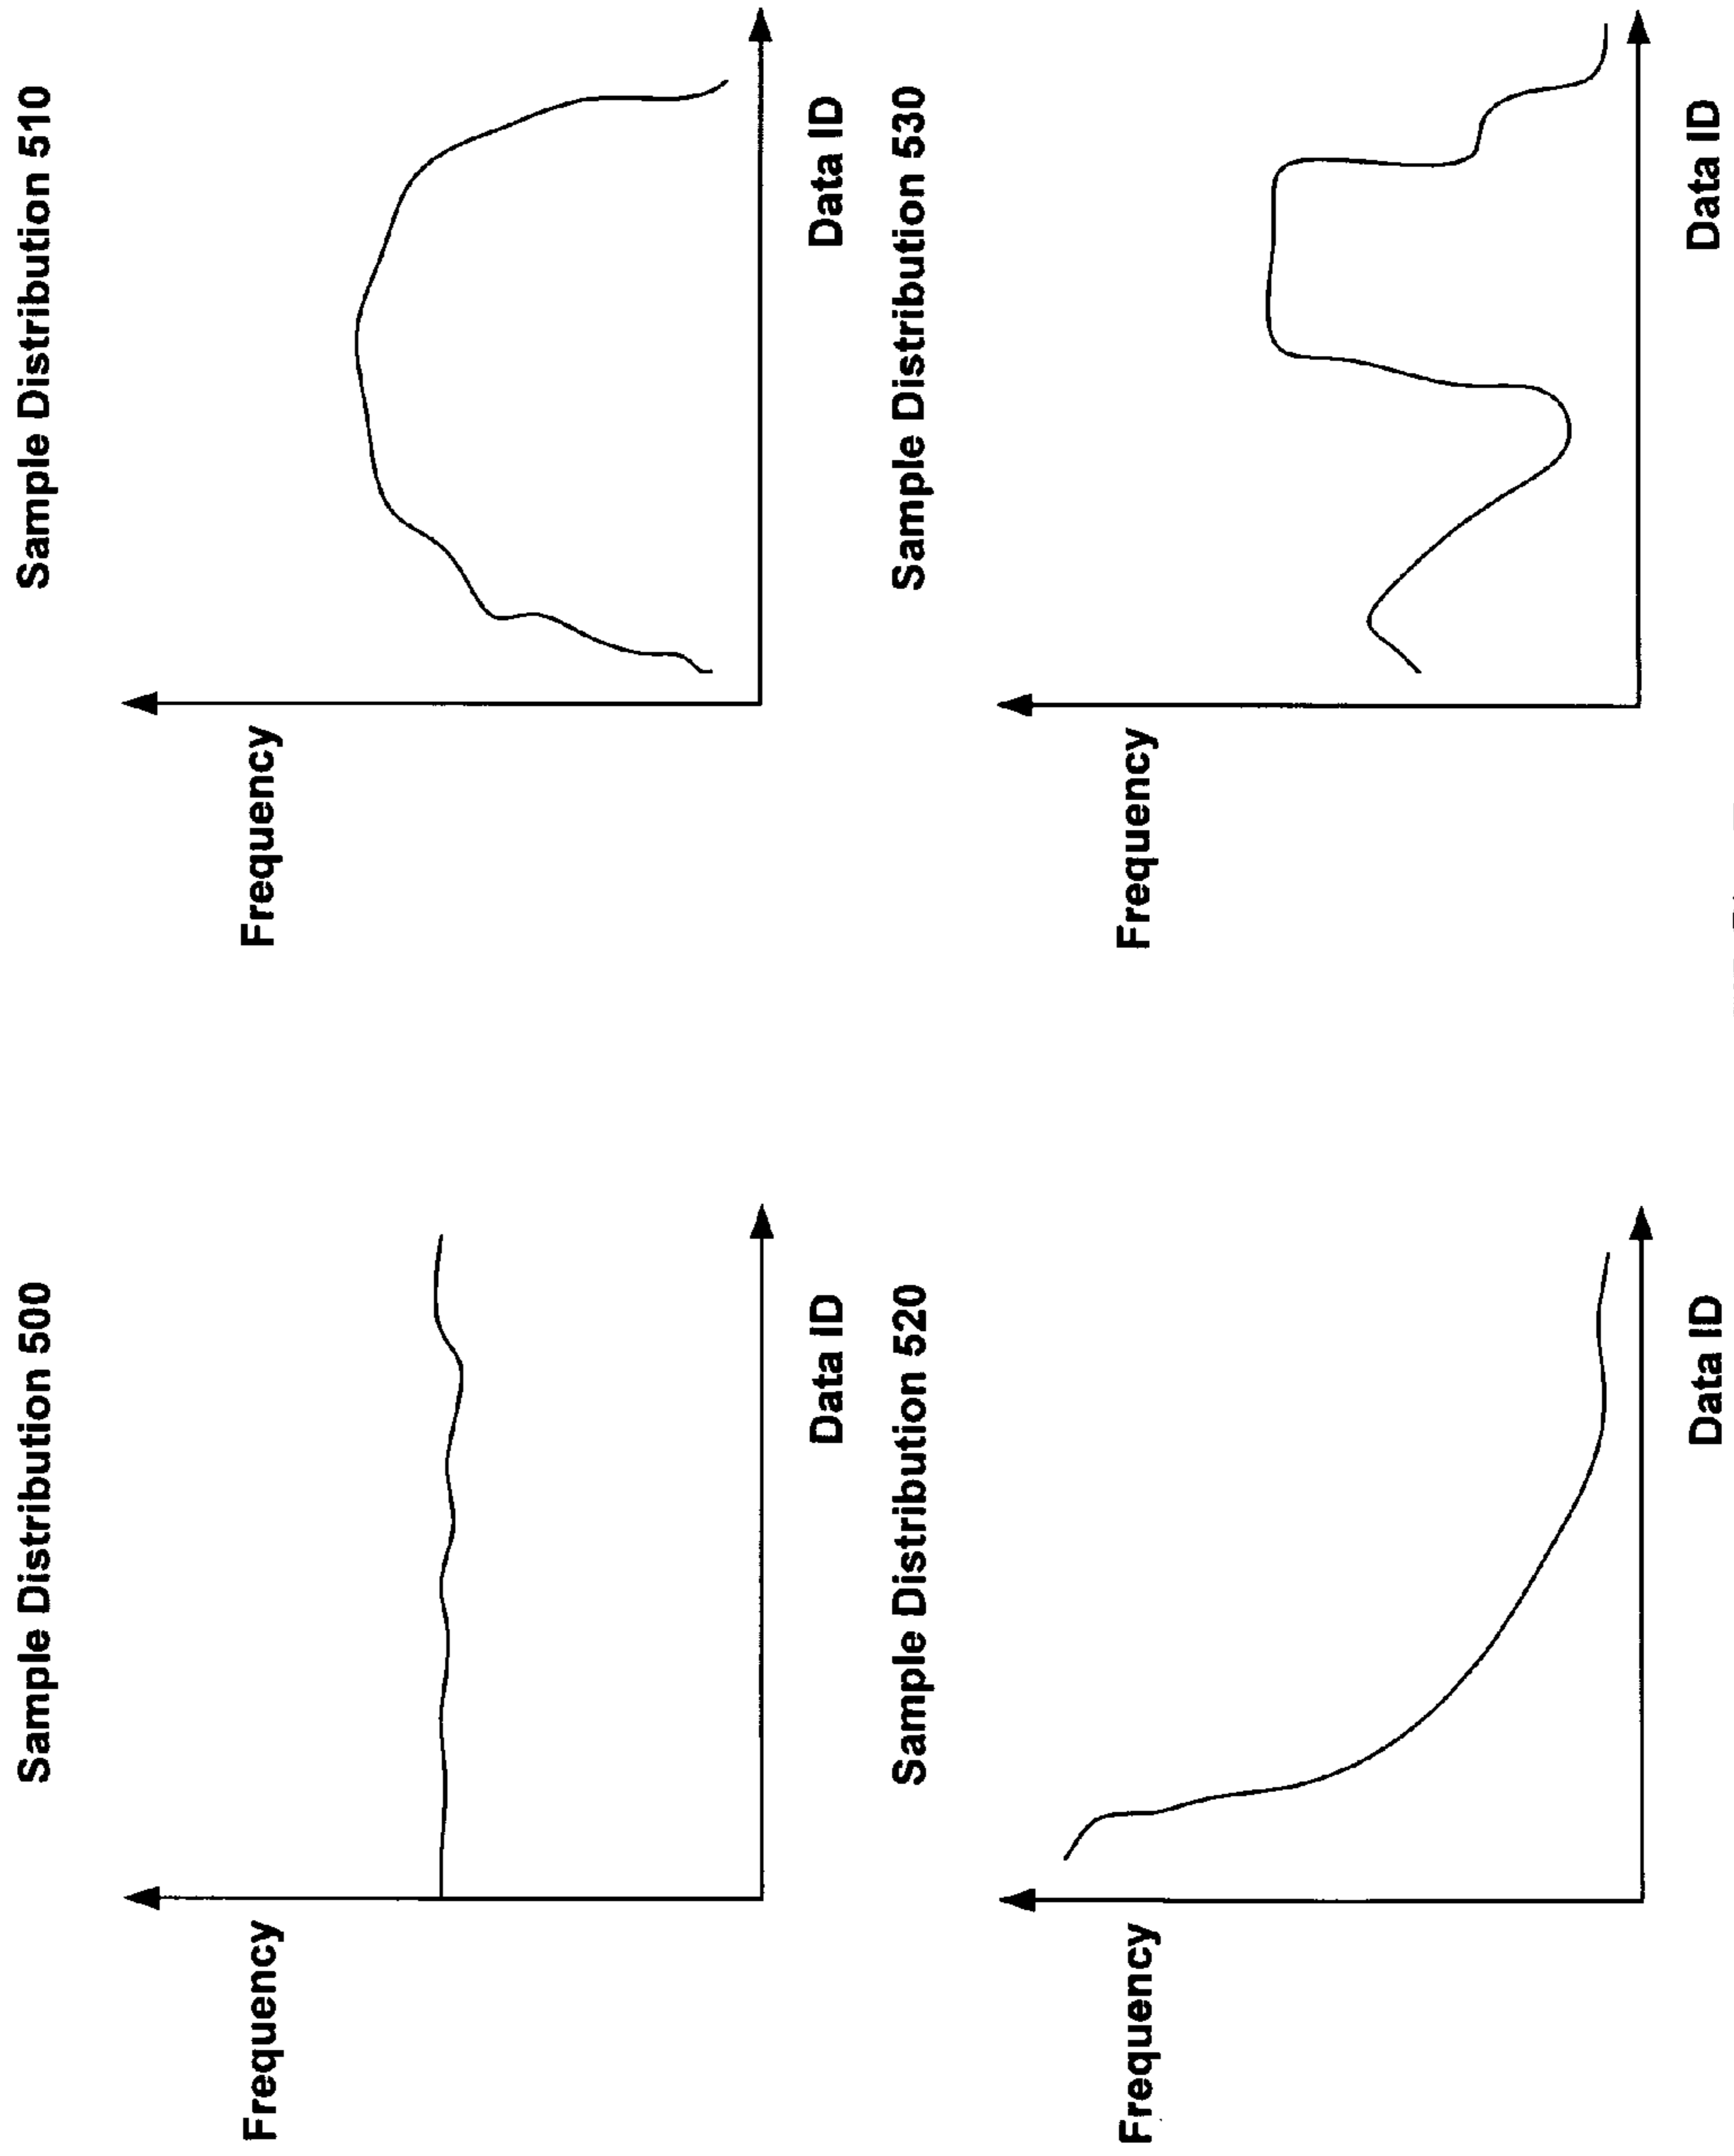 Sample Distribution 500
Frequency
Data ID
Sample Distribution 510
Frequency
Data ID
Sample Distribution 520
Frequency
Data ID
Sample Distribution 530
Frequency
Data ID